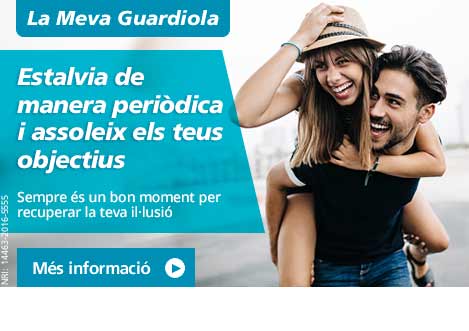 La Meva Guardiola
Estalvia de
manera periòdica
i assoleix els teus
objectius
Sempre és un bon moment per
recuperar la teva il·lusió
Més informació
NRI: 14463-2016-5555